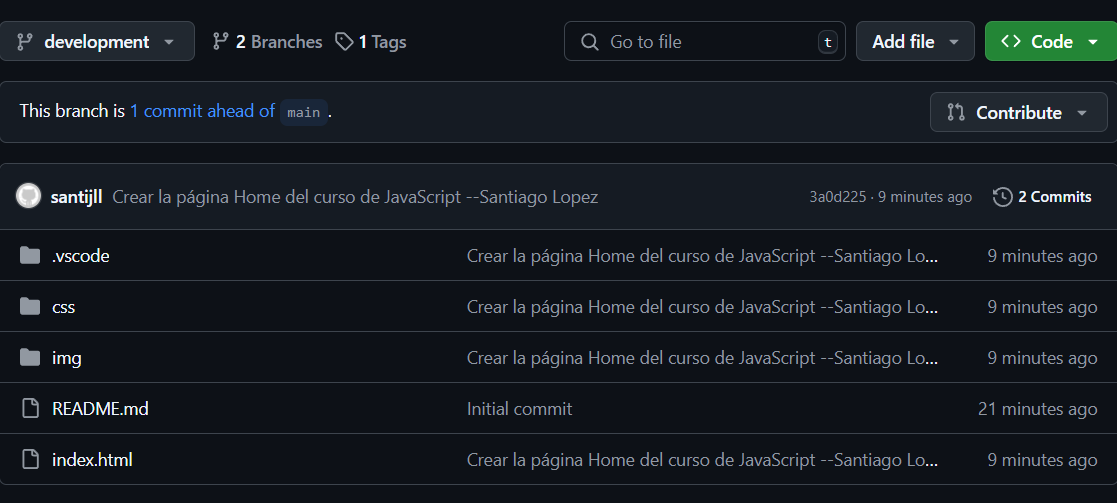 development 2 Branches 1 Tags Go to file t Add file Code
This branch is 1 commit ahead of main .
Contribute
santijll Crear la página Home del curso de JavaScript --Santiago Lopez 3a0d225 · 9 minutes ago 2 Commits
.vscode Crear la página Home del curso de JavaScript --Santiago Lo... 9 minutes ago
css Crear la página Home del curso de JavaScript --Santiago Lo... 9 minutes ago
img Crear la página Home del curso de JavaScript --Santiago Lo... 9 minutes ago
README.md Initial commit 21 minutes ago
index.html Crear la página Home del curso de JavaScript --Santiago Lo... 9 minutes ago